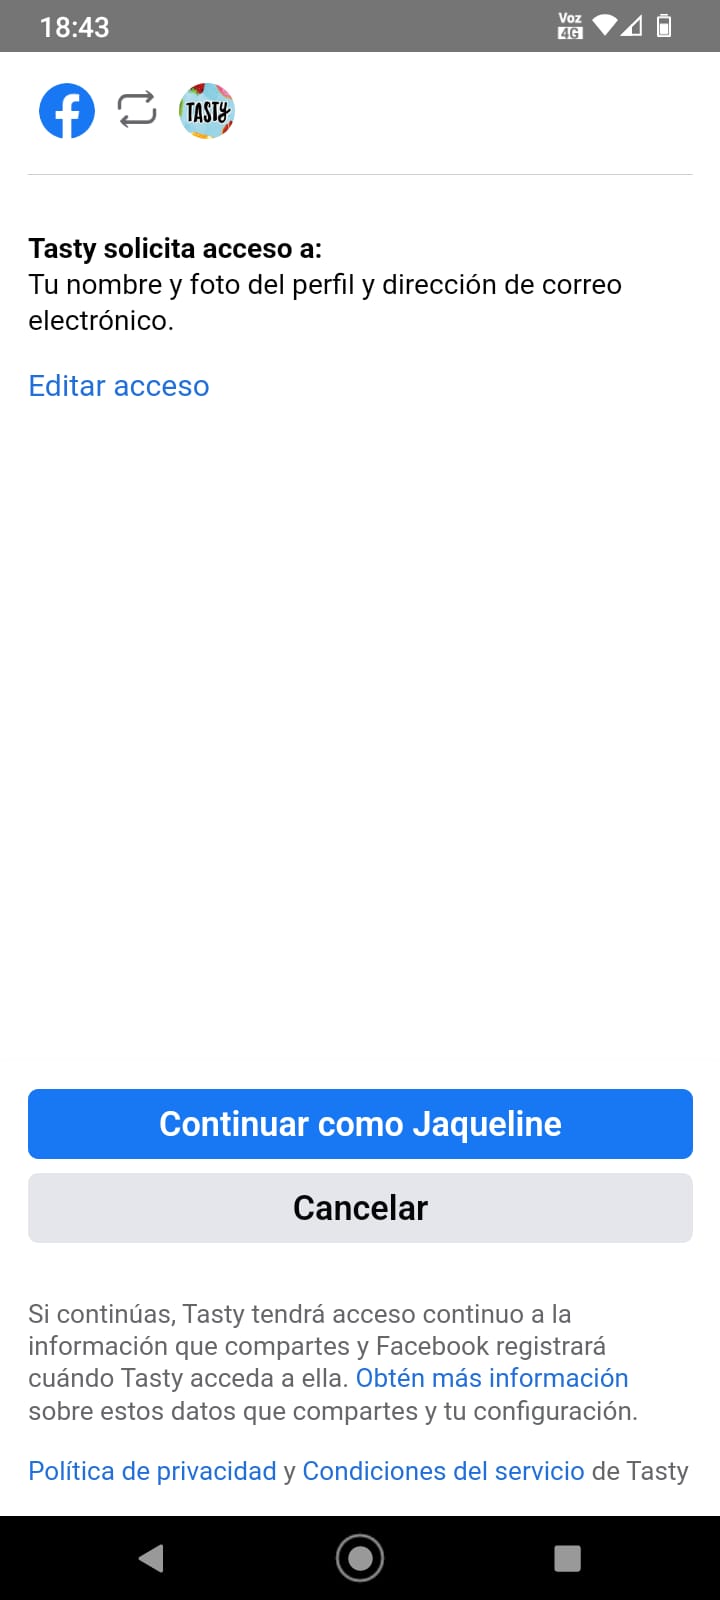 18:43
Voz
4G
TASTY
Tasty solicita acceso a:
Tu nombre y foto del perfil y dirección de correo
electrónico.
Editar acceso
Continuar como Jaqueline
Cancelar
Si continúas, Tasty tendrá acceso continuo a la
información que compartes y Facebook registrará
cuándo Tasty acceda a ella. Obtén más información
sobre estos datos que compartes y tu configuración.
Política de privacidad y Condiciones del servicio de Tasty